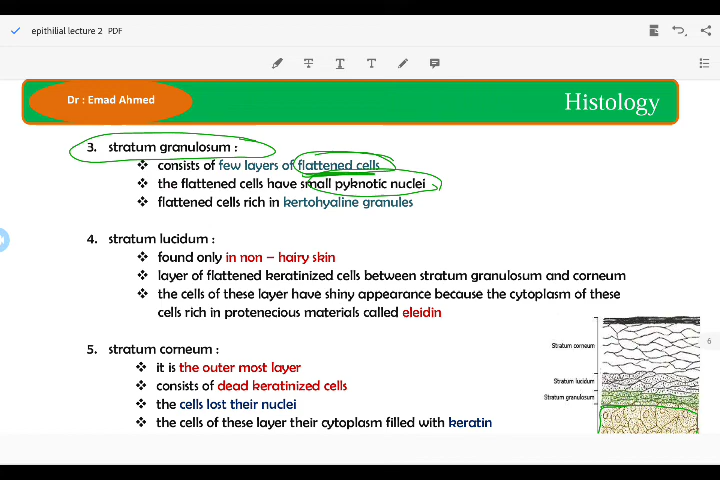 epithilial lecture 2 PDF
Dr : Emad Ahmed
Histology
3. stratum granulosum :
❖ consists of few layers of flattened cells
❖ the flattened cells have small pyknotic nuclei
❖ flattened cells rich in kertohyaline granules
4. stratum lucidum :
❖ found only in non – hairy skin
❖ layer of flattened keratinized cells between stratum granulosum and corneum
❖ the cells of these layer have shiny appearance because the cytoplasm of these
cells rich in protenecious materials called eleidin
5. stratum corneum :
❖ it is the outer most layer
❖ consists of dead keratinized cells
❖ the cells lost their nuclei
❖ the cells of these layer their cytoplasm filled with keratin
Stratum corneum
Stratum lucidum
Stratum granulosum
6